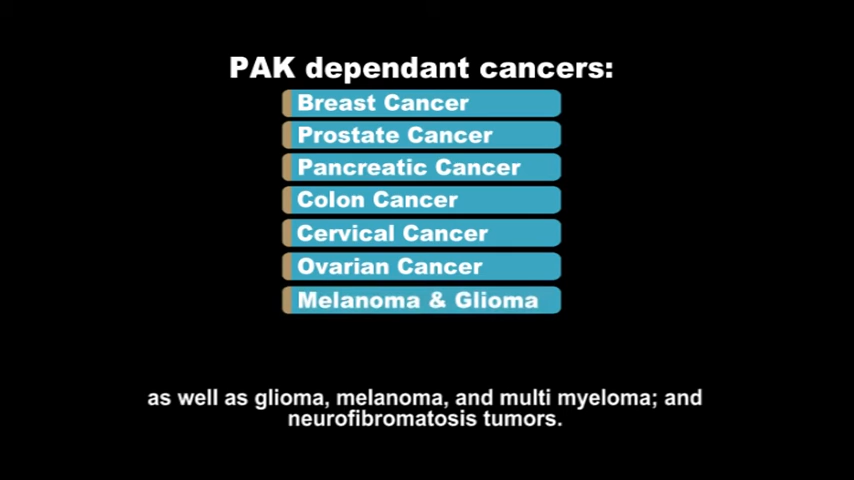 PAK dependant cancers:
Breast Cancer
Prostate Cancer
Pancreatic Cancer
Colon Cancer
Cervical Cancer
Ovarian Cancer
Melanoma & Glioma
as well as glioma, melanoma, and multi myeloma; and
neurofibromatosis tumors.